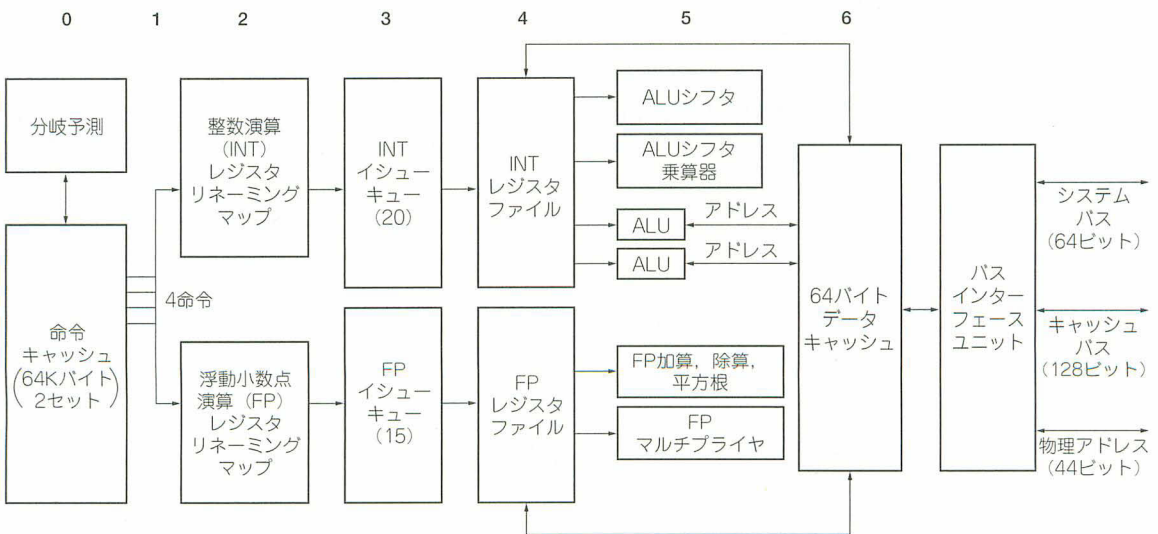 0 1 2 3 4 5 6
分岐予測
命令
キャッシュ
(64Kバイト
2セット)
4命令
整数演算
(INT)
レジスタ
リネーミング
マップ
浮動小数点
演算(FP)
レジスタ
リネーミング
マップ
INT
イシュー
キュー
(20)
FP
イシュー
キュー
(15)
INT
レジスタ
ファイル
FP
レジスタ
ファイル
ALUシフタ
ALUシフタ
乗算器
ALU
アドレス
ALU
アドレス
FP加算,除算,
平方根
FP
マルチプライヤ
64バイト
データ
キャッシュ
バス
インター
フェース
ユニット
システム
バス
(64ビット)
キャッシュ
バス
(128ビット)
物理アドレス
(44ビット)